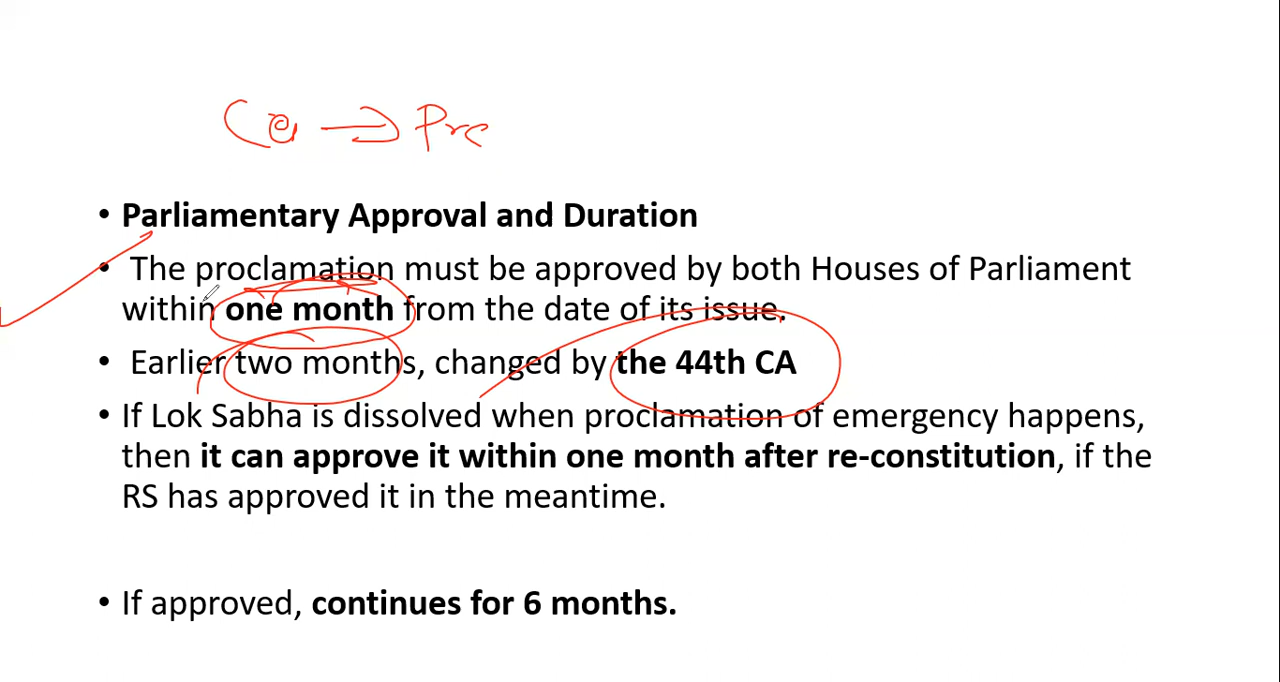 Ca → Pre
• Parliamentary Approval and Duration
• The proclamation must be approved by both Houses of Parliament
within one month from the date of its issue.
• Earlier two months, changed by the 44th CA
• If Lok Sabha is dissolved when proclamation of emergency happens,
then it can approve it within one month after re-constitution, if the
RS has approved it in the meantime.
• If approved, continues for 6 months.